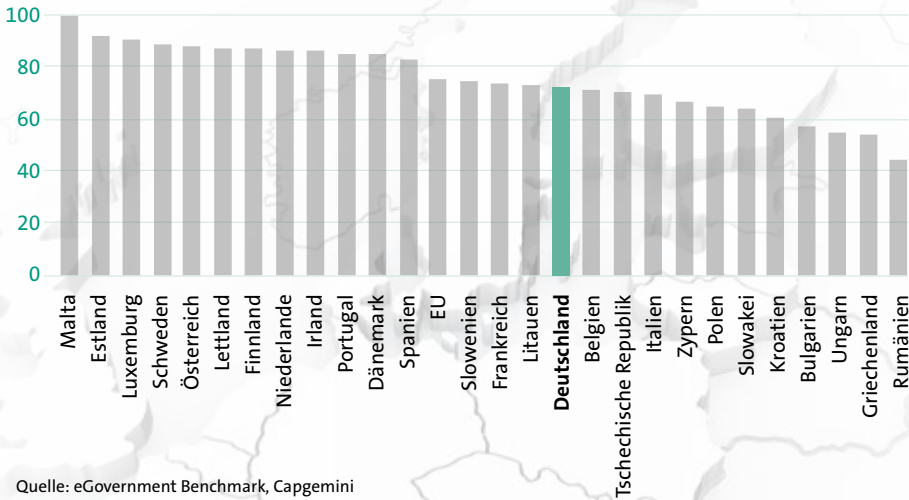 100
80
60
40
20
0
Malta
Estland
Luxemburg
Schweden
Österreich
Lettland
Finnland
Niederlande
Irland
Portugal
Dänemark
Spanien
EU
Slowenien
Frankreich
Litauen
Deutschland
Belgien
Tschechische Republik
Italien
Zypern
Polen
Slowakei
Kroatien
Bulgarien
Ungarn
Griechenland
Rumänien
Quelle: eGovernment Benchmark, Capgemini